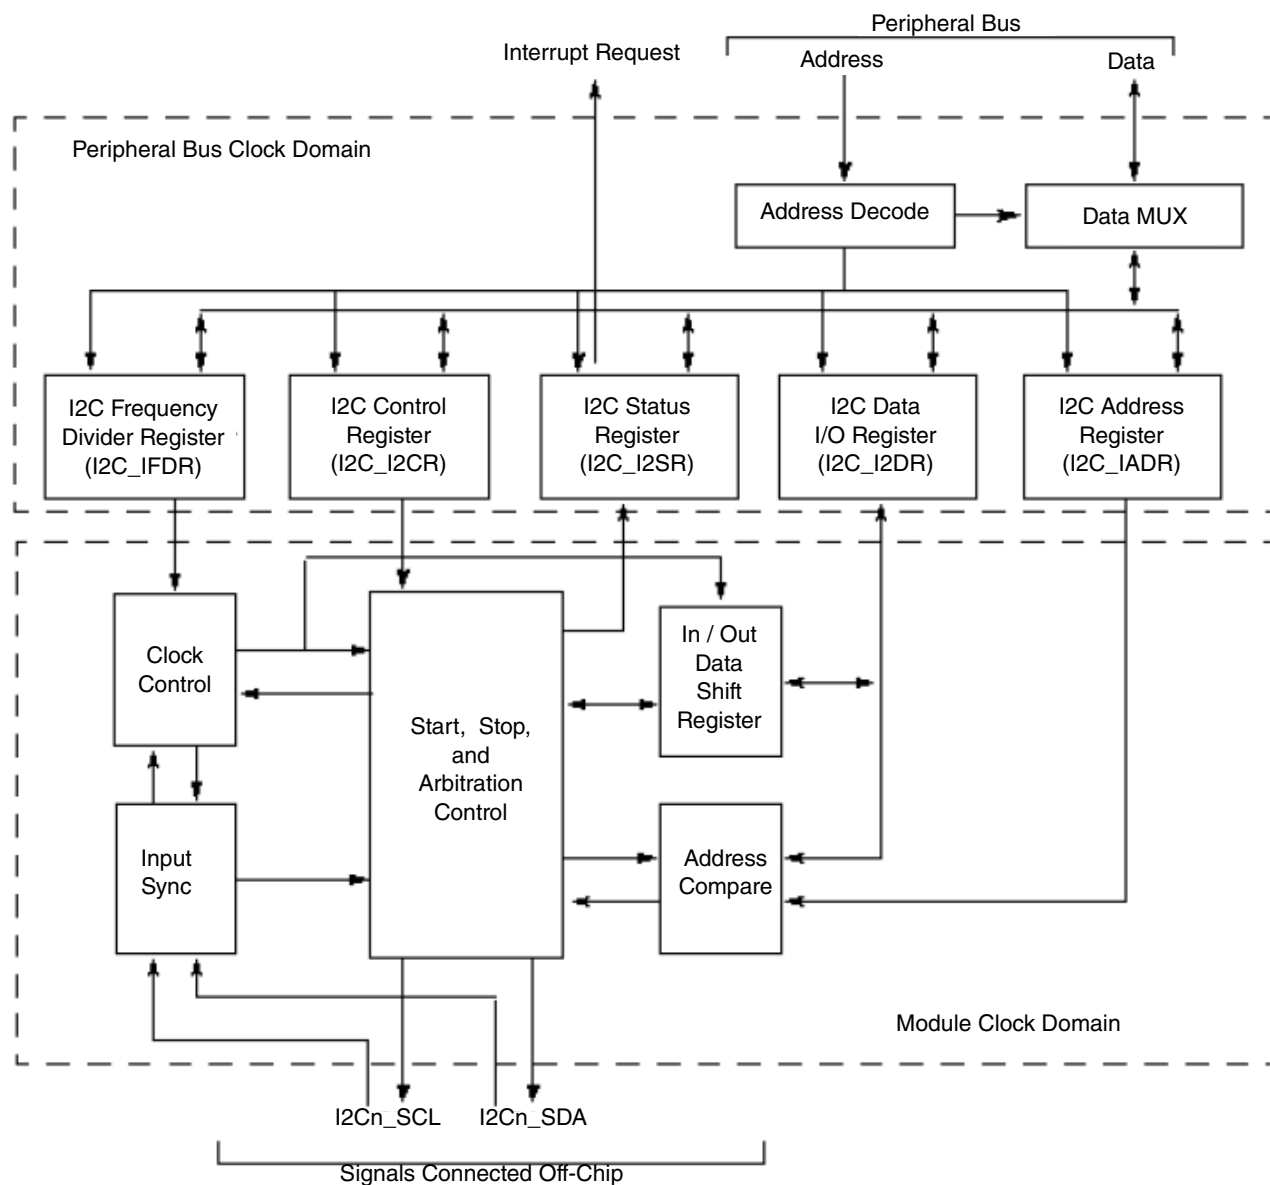 Peripheral Bus
Interrupt Request
Address
Data
Peripheral Bus Clock Domain
Address Decode
Data MUX
I2C Frequency
Divider Register
(I2C_IFDR)
I2C Control
Register
(I2C_I2CR)
I2C Status
Register
(I2C_I2SR)
I2C Data
I/O Register
(I2C_I2DR)
I2C Address
Register
(I2C_IADR)
Clock
Control
Start, Stop,
and
Arbitration
Control
In / Out
Data
Shift
Register
Input
Sync
Address
Compare
Module Clock Domain
I2Cn_SCL
I2Cn_SDA
Signals Connected Off-Chip